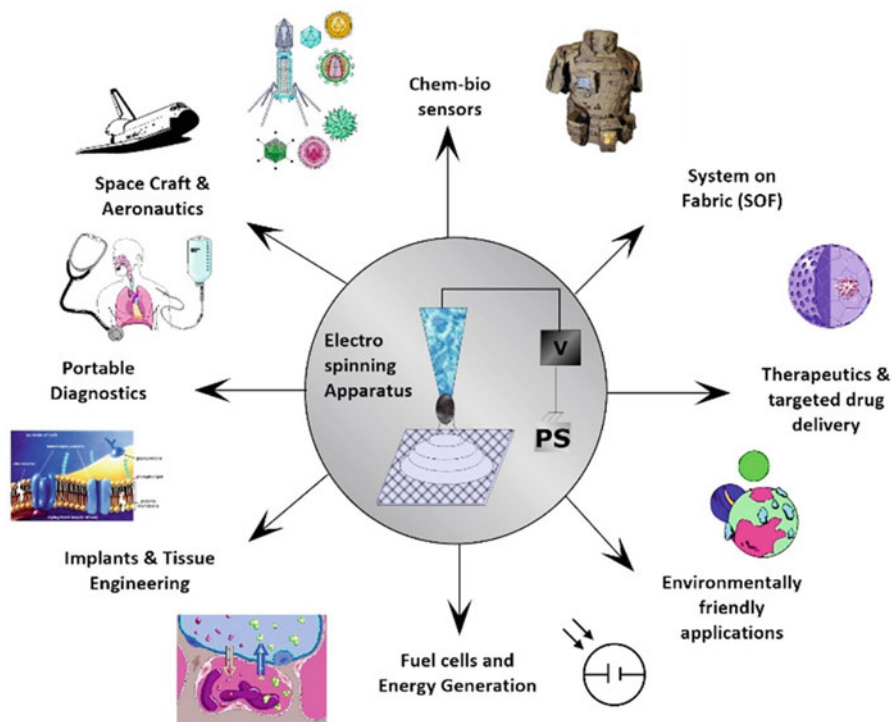 Chem-bio
sensors
Space Craft &
Aeronautics
System on
Fabric (SOF)
Portable
Diagnostics
Electro
spinning
Apparatus
V
PS
Therapeutics &
targeted drug
delivery
Implants & Tissue
Engineering
Environmentally
friendly
applications
Fuel cells and
Energy Generation